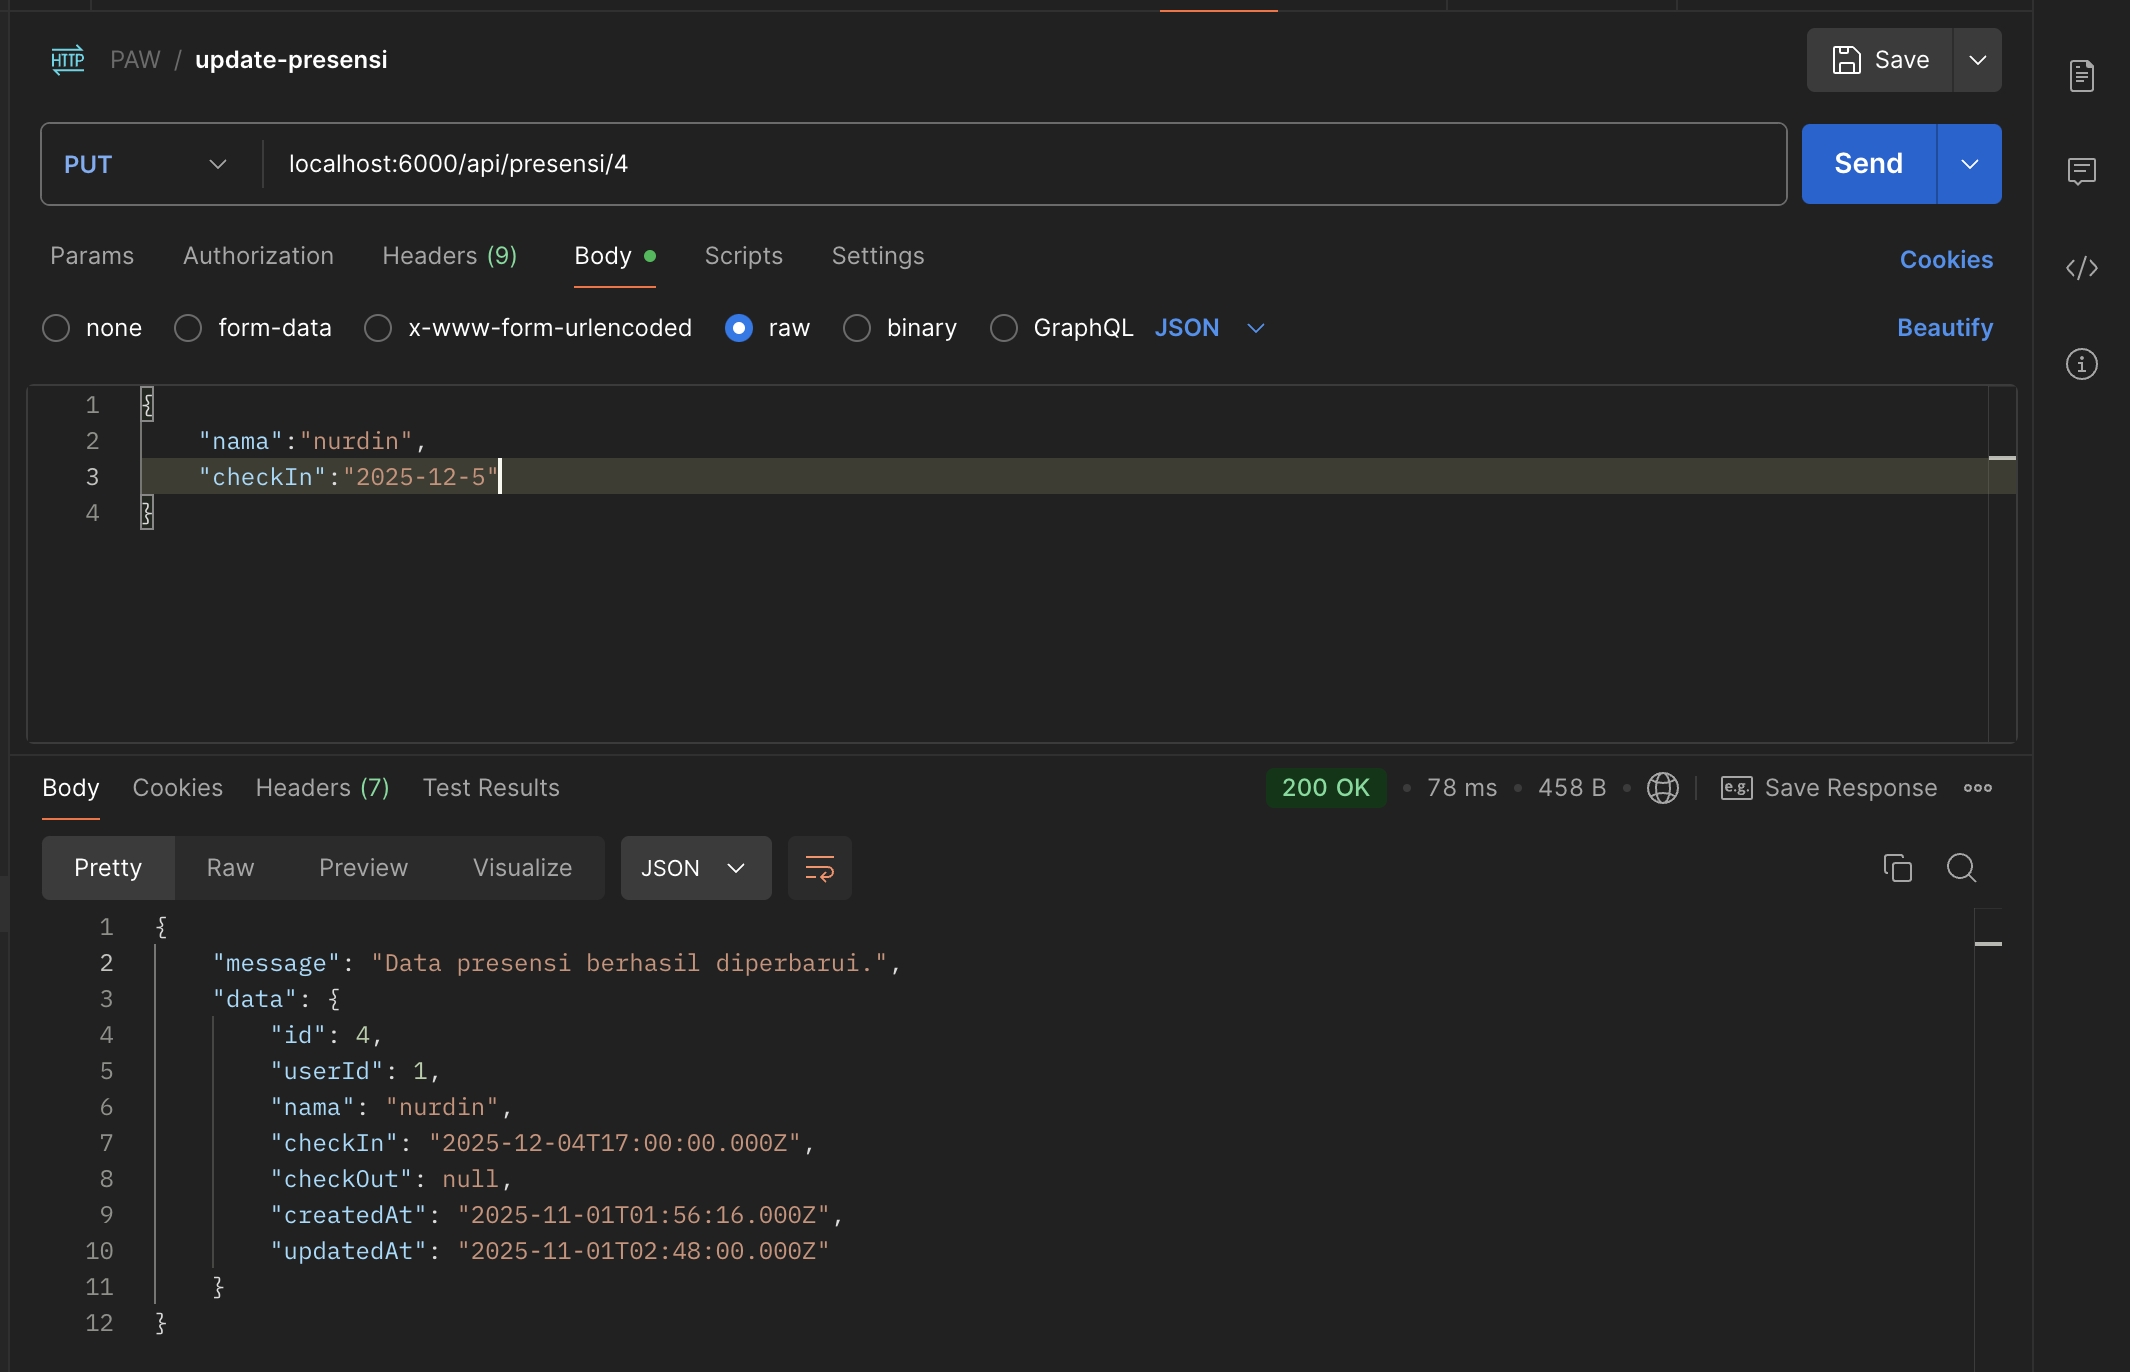 HTTP PAW / update-presensi Save
PUT localhost:6000/api/presensi/4 Send
Params Authorization Headers (9) Body Scripts Settings Cookies
none form-data x-www-form-urlencoded raw binary GraphQL JSON Beautify
1 {
2 "nama":"nurdin",
3 "checkIn":"2025-12-5"
4 }
Body Cookies Headers (7) Test Results 200 OK • 78 ms • 458 B • e.g. Save Response
Pretty Raw Preview Visualize JSON
1 {
2 "message": "Data presensi berhasil diperbarui.",
3 "data": {
4 "id": 4,
5 "userId": 1,
6 "nama": "nurdin",
7 "checkIn": "2025-12-04T17:00:00.000Z",
8 "checkOut": null,
9 "createdAt": "2025-11-01T01:56:16.000Z",
10 "updatedAt": "2025-11-01T02:48:00.000Z"
11 }
12 }